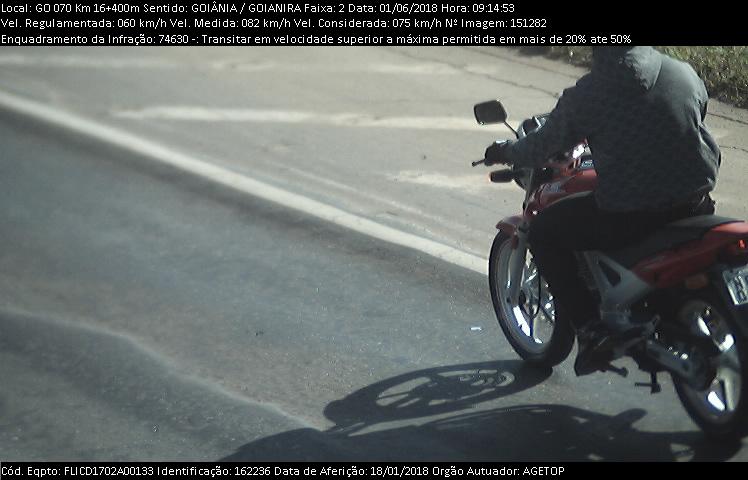 Local: GO 070 Km 16+400m Sentido: GOIÂNIA / GOIANIRA Faixa: 2 Data: 01/06/2018 Hora: 09:14:53
Vel. Regulamentada: 060 km/h Vel. Medida: 082 km/h Vel. Considerada: 075 km/h Nº Imagem: 151282
Enquadramento da Infração: 74630 -: Transitar em velocidade superior a máxima permitida em mais de 20% ate 50%
Cód. Eqpto: FLICD1702A00133 Identificação: 162236 Data de Aferição: 18/01/2018 Orgão Autuador: AGETOP